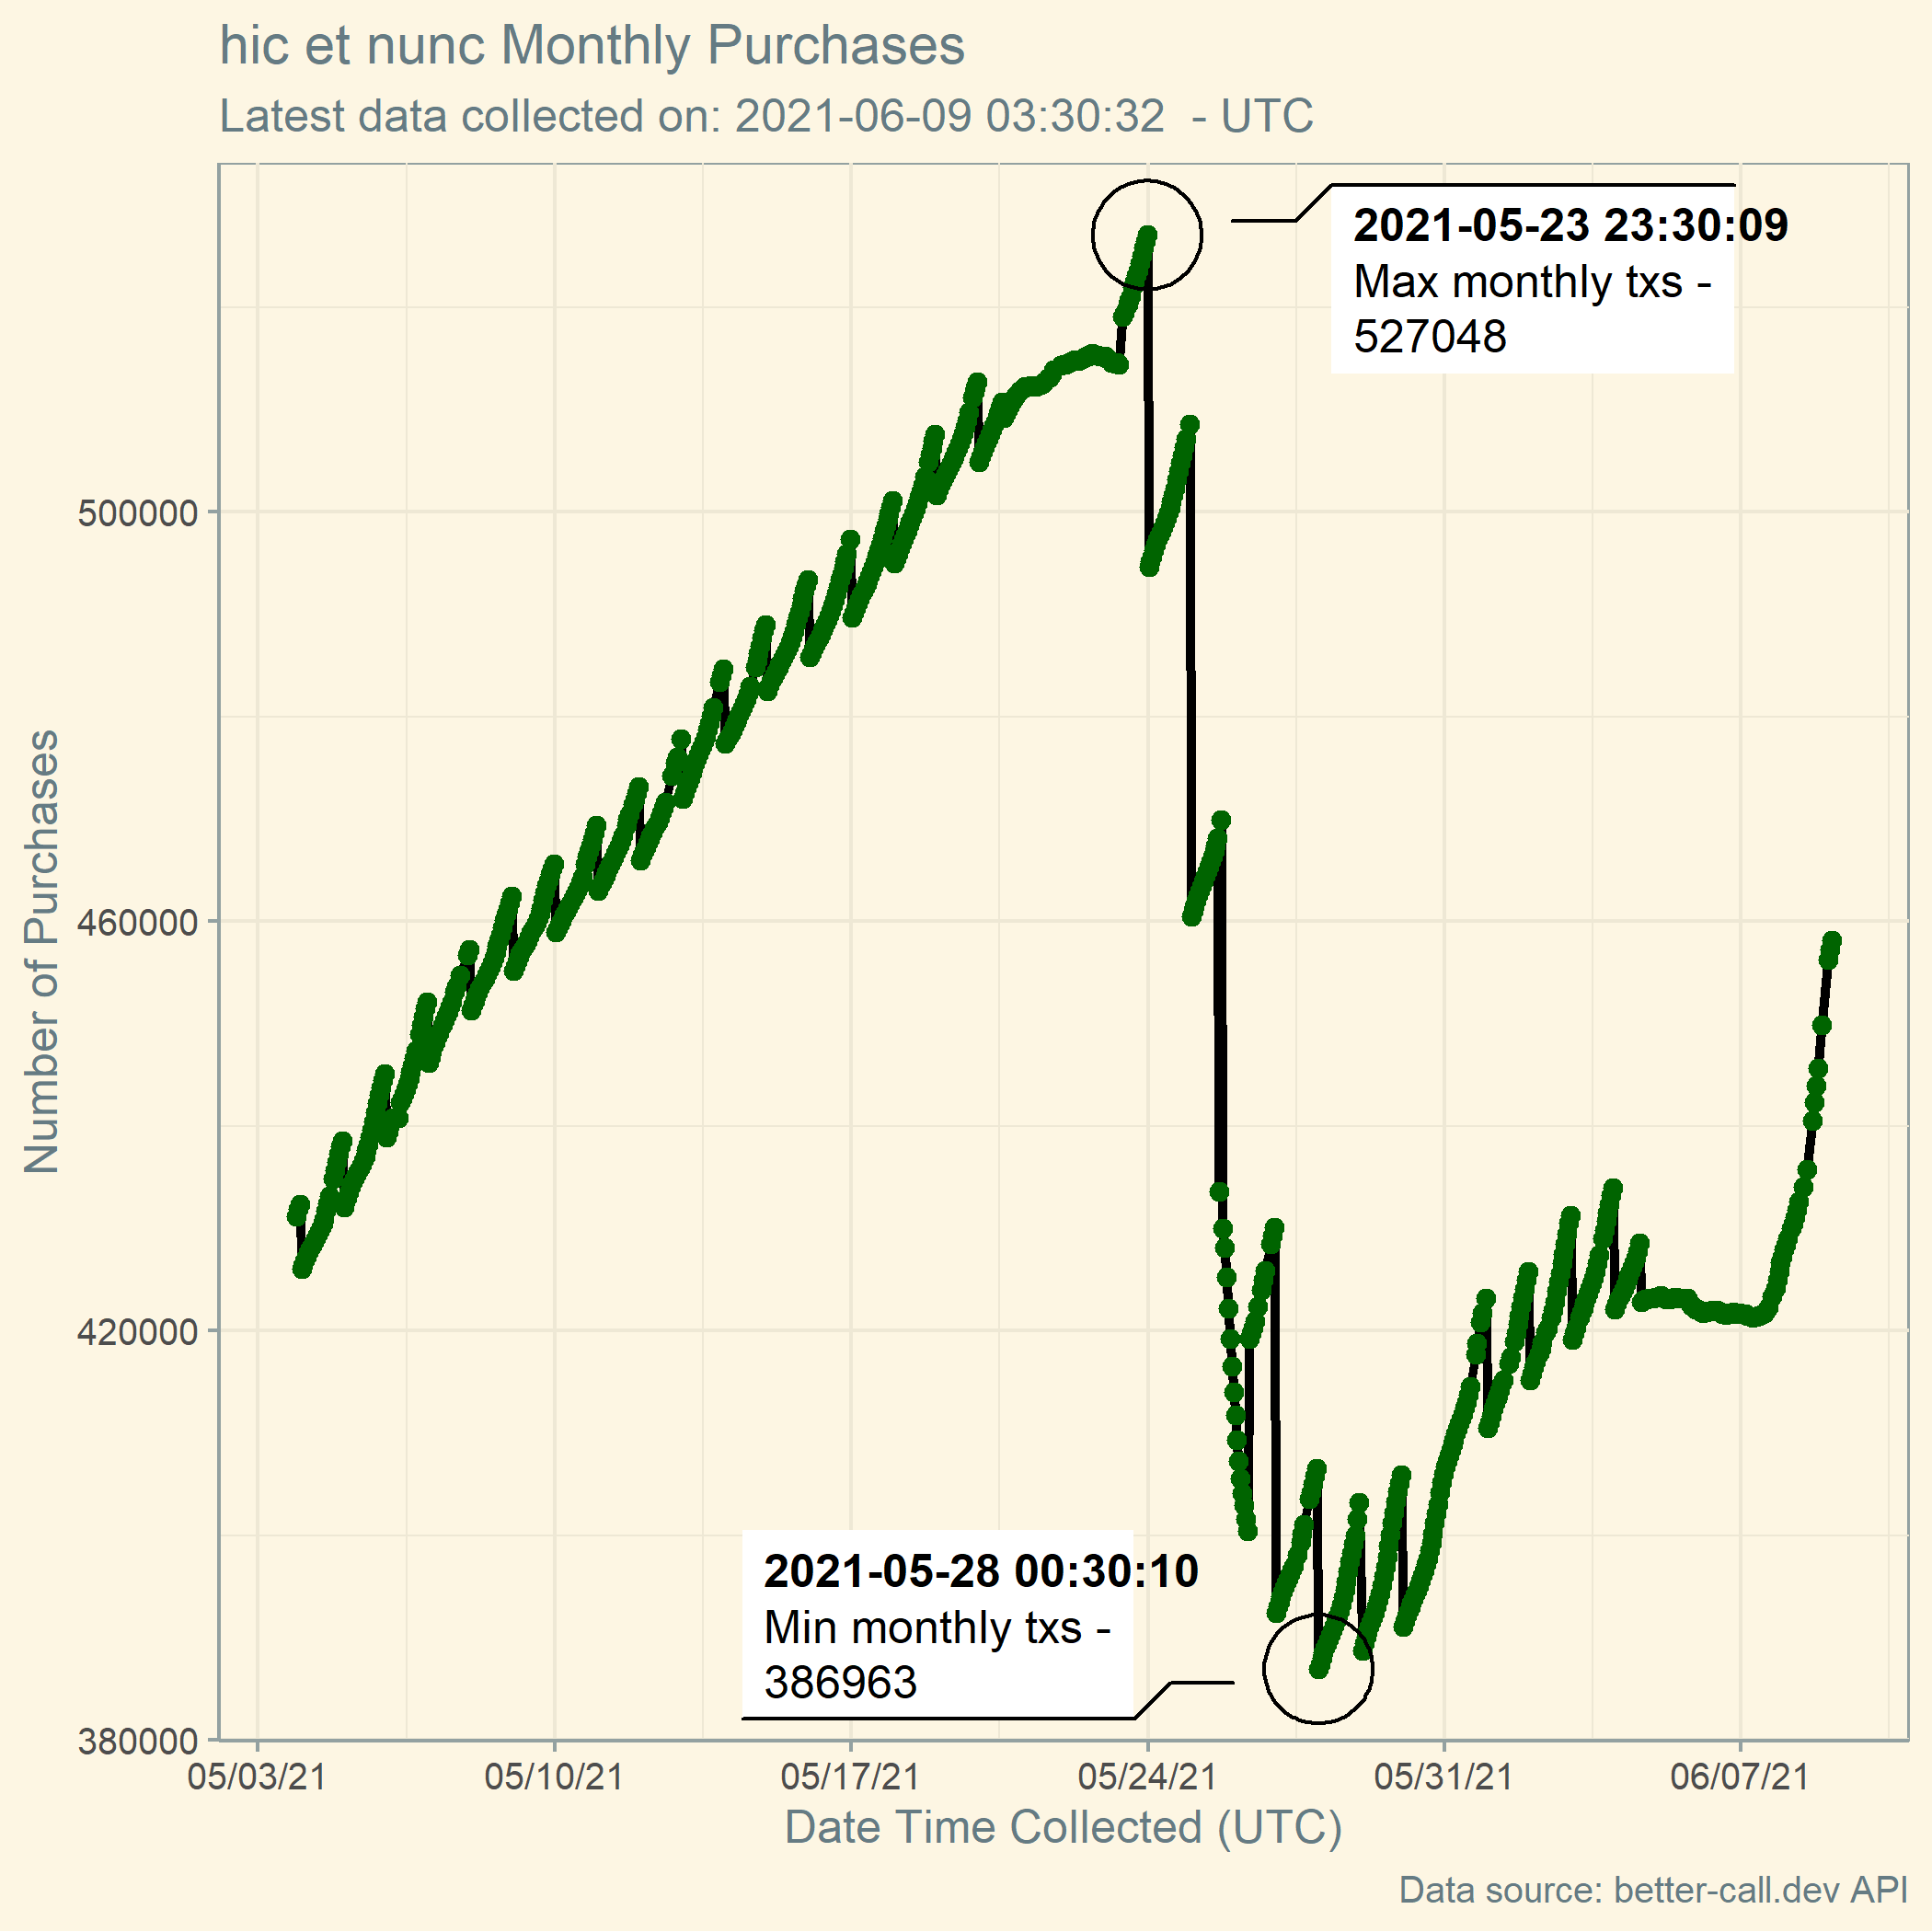 hic et nunc Monthly Purchases
Latest data collected on: 2021-06-09 03:30:32  - UTC
2021-05-23 23:30:09
Max monthly txs -
527048
Number of Purchases
500000
460000
420000
380000
2021-05-28 00:30:10
Min monthly txs -
386963
05/03/21
05/10/21
05/17/21
05/24/21
05/31/21
06/07/21
Date Time Collected (UTC)
Data source: better-call.dev API